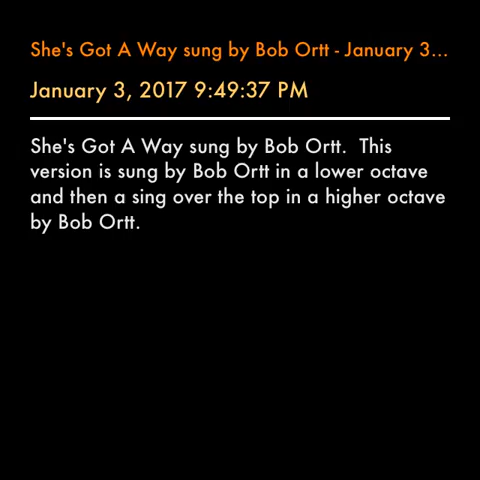 She's Got A Way sung by Bob Ortt - January 3...
January 3, 2017 9:49:37 PM
She's Got A Way sung by Bob Ortt.  This
version is sung by Bob Ortt in a lower octave
and then a sing over the top in a higher octave
by Bob Ortt.